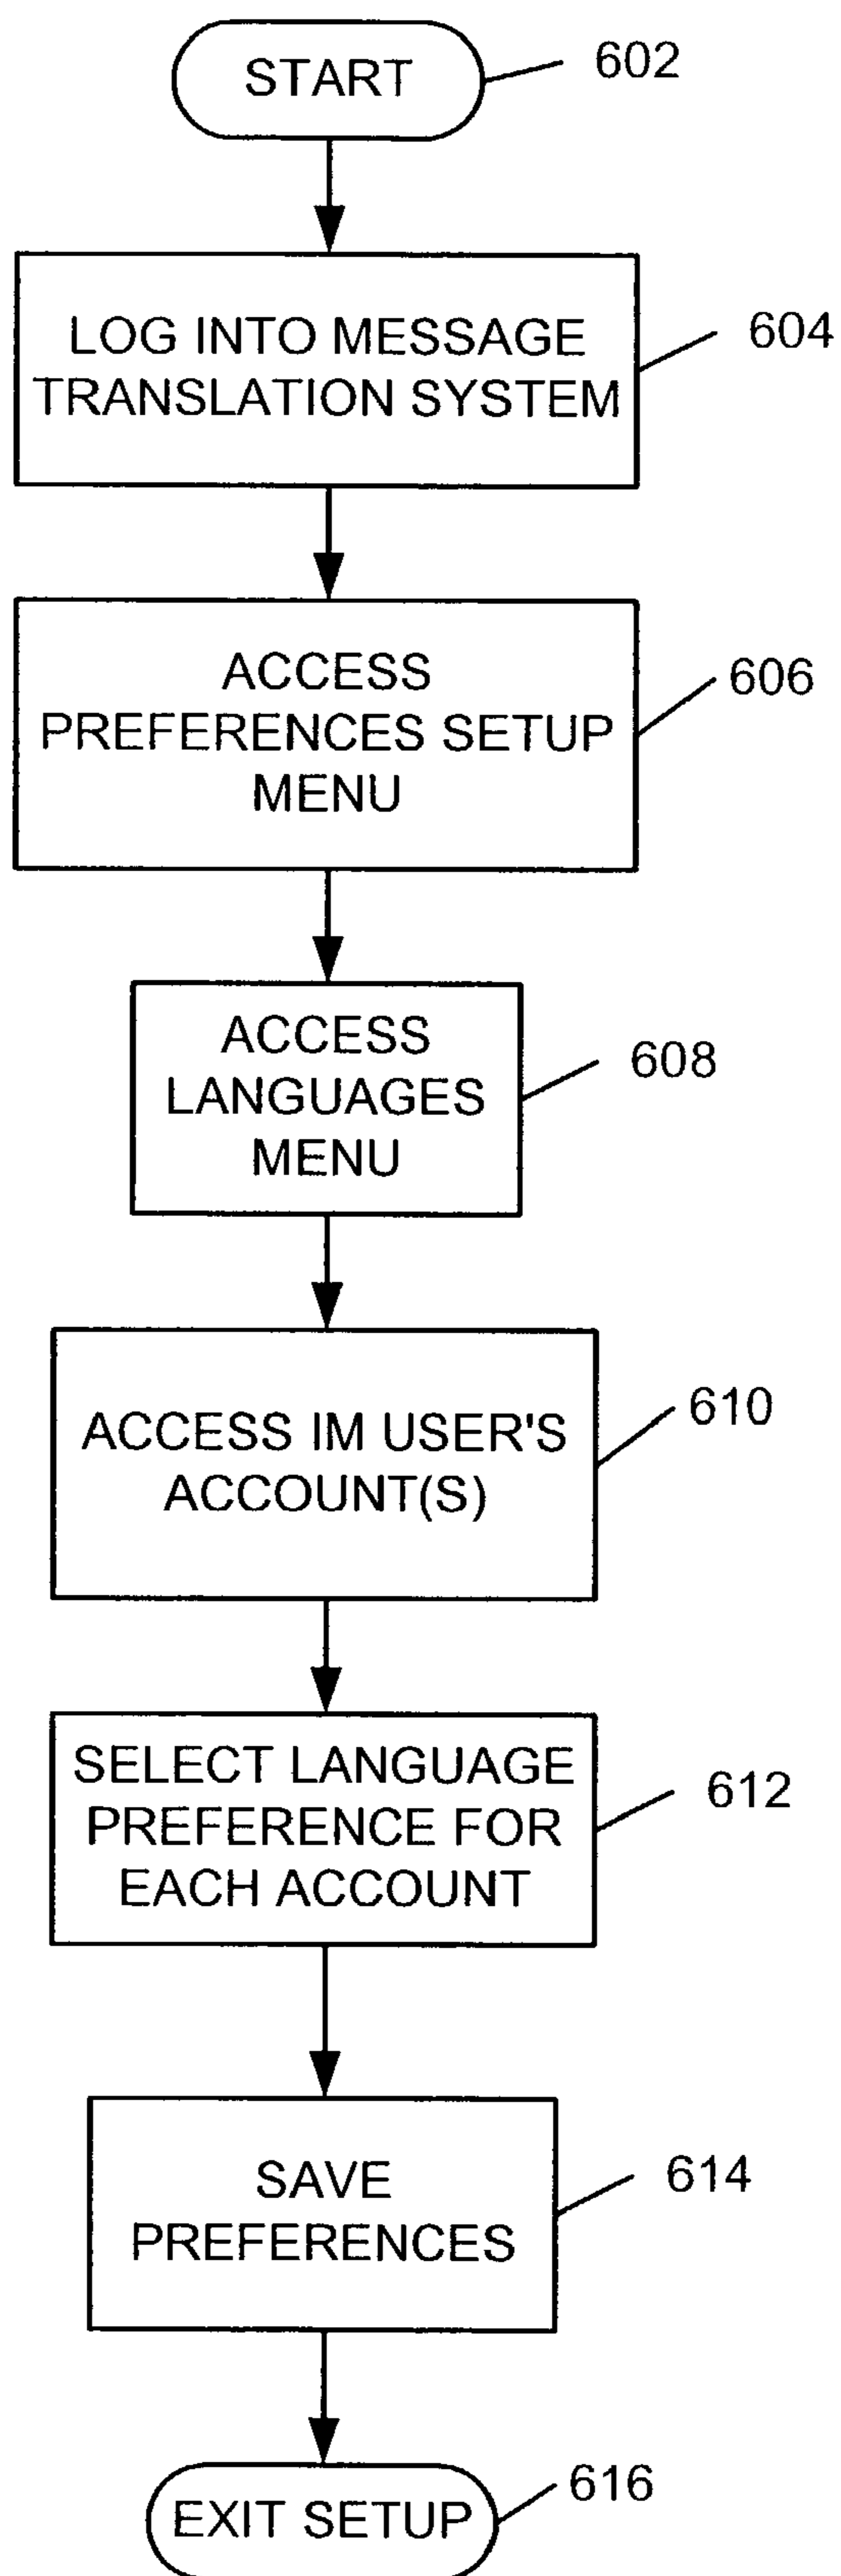 START
602
LOG INTO MESSAGE
TRANSLATION SYSTEM
604
ACCESS
PREFERENCES SETUP
MENU
606
ACCESS
LANGUAGES
MENU
608
ACCESS IM USER'S
ACCOUNT(S)
610
SELECT LANGUAGE
PREFERENCE FOR
EACH ACCOUNT
612
SAVE
PREFERENCES
614
EXIT SETUP
616